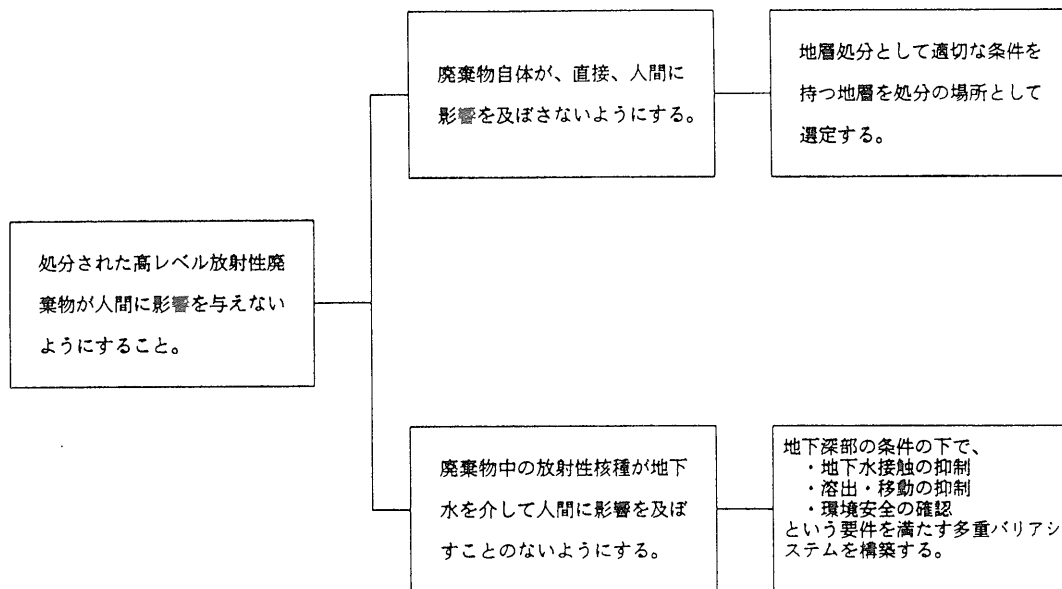 処分された高レベル放射性廃
棄物が人間に影響を与えない
ようにすること。
廃棄物自体が、直接、人間に
影響を及ぼさないようにする。
地層処分として適切な条件を
持つ地層を処分の場所として
選定する。
廃棄物中の放射性核種が地下
水を介して人間に影響を及ぼ
すことのないようにする。
地下深部の条件の下で、
・地下水接触の抑制
・溶出・移動の抑制
・環境安全の確認
という要件を満たす多重バリアシ
ステムを構築する。